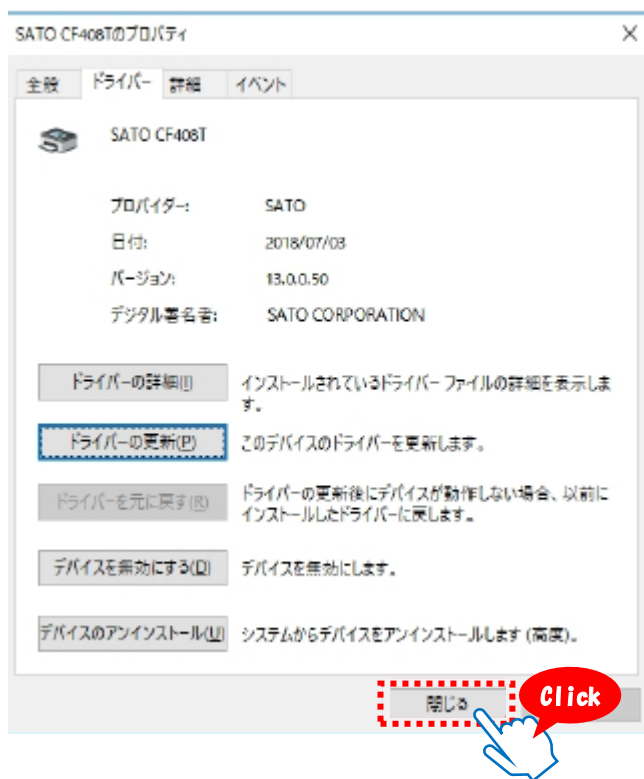 SATO CF408Tのプロパティ
全般 ドライバー 詳細 イベント
SATO CF408T
プロバイダー: SATO
日付: 2018/07/03
バージョン: 13.0.0.50
デジタル署名者: SATO CORPORATION
ドライバーの詳細(I) インストールされているドライバー ファイルの詳細を表示しま
す。
ドライバーの更新(P) このデバイスのドライバーを更新します。
ドライバーを元に戻す(R) ドライバーの更新後にデバイスが動作しない場合、以前に
インストールしたドライバーに戻します。
デバイスを無効にする(D) デバイスを無効にします。
デバイスのアンインストール(U) システムからデバイスをアンインストールします (高度)。
閉じる Click